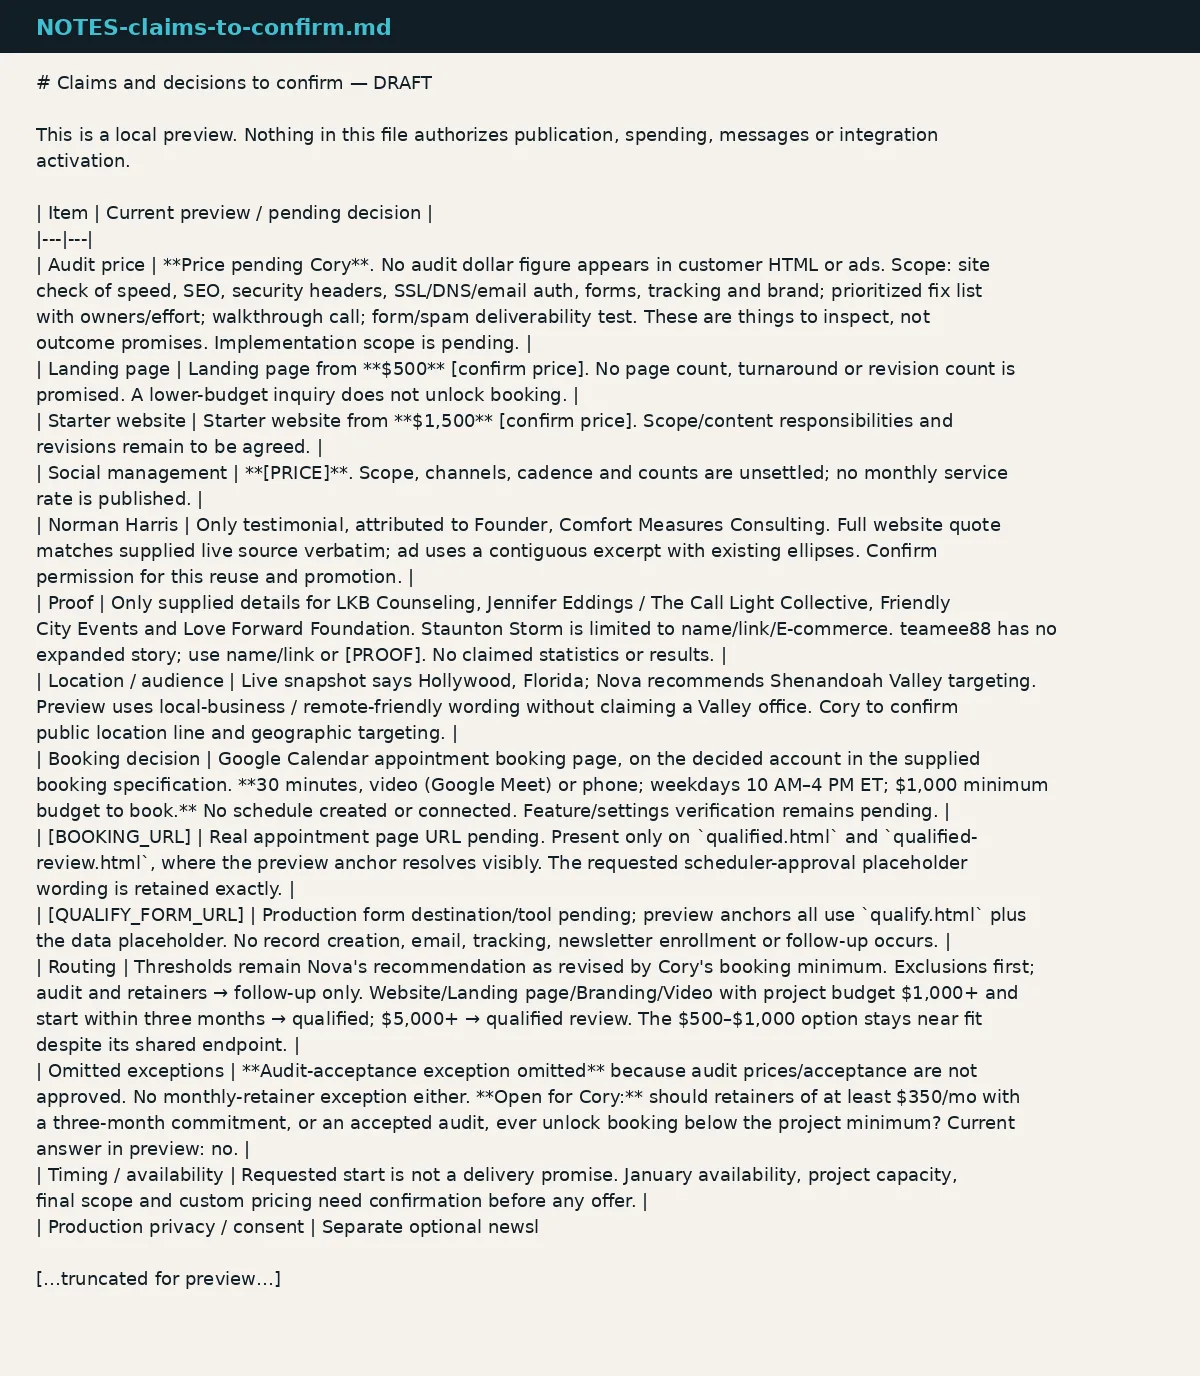 NOTES-claims-to-confirm.md
# Claims and decisions to confirm — DRAFT
This is a local preview. Nothing in this file authorizes publication, spending, messages or integration
activation.
| Item | Current preview / pending decision |
|---|---|
| Audit price | **Price pending Cory**. No audit dollar figure appears in customer HTML or ads. Scope: site
check of speed, SEO, security headers, SSL/DNS/email auth, forms, tracking and brand; prioritized fix list
with owners/effort; walkthrough call; form/spam deliverability test. These are things to inspect, not
outcome promises. Implementation scope is pending. |
| Landing page | Landing page from **$500** [confirm price]. No page count, turnaround or revision count is
promised. A lower-budget inquiry does not unlock booking. |
| Starter website | Starter website from **$1,500** [confirm price]. Scope/content responsibilities and
revisions remain to be agreed. |
| Social management | **[PRICE]**. Scope, channels, cadence and counts are unsettled; no monthly service
rate is published. |
| Norman Harris | Only testimonial, attributed to Founder, Comfort Measures Consulting. Full website quote
matches supplied live source verbatim; ad uses a contiguous excerpt with existing ellipses. Confirm
permission for this reuse and promotion. |
| Proof | Only supplied details for LKB Counseling, Jennifer Eddings / The Call Light Collective, Friendly
City Events and Love Forward Foundation. Staunton Storm is limited to name/link/E-commerce. teamee88 has no
expanded story; use name/link or [PROOF]. No claimed statistics or results. |
| Location / audience | Live snapshot says Hollywood, Florida; Nova recommends Shenandoah Valley targeting.
Preview uses local-business / remote-friendly wording without claiming a Valley office. Cory to confirm
public location line and geographic targeting. |
| Booking decision | Google Calendar appointment booking page, on the decided account in the supplied
booking specification. **30 minutes, video (Google Meet) or phone; weekdays 10 AM–4 PM ET; $1,000 minimum
budget to book.** No schedule created or connected. Feature/settings verification remains pending. |
| [BOOKING_URL] | Real appointment page URL pending. Present only on `qualified.html` and `qualified-
review.html`, where the preview anchor resolves visibly. The requested scheduler-approval placeholder
wording is retained exactly. |
| [QUALIFY_FORM_URL] | Production form destination/tool pending; preview anchors all use `qualify.html` plus
the data placeholder. No record creation, email, tracking, newsletter enrollment or follow-up occurs. |
| Routing | Thresholds remain Nova's recommendation as revised by Cory's booking minimum. Exclusions first;
audit and retainers → follow-up only. Website/Landing page/Branding/Video with project budget $1,000+ and
start within three months → qualified; $5,000+ → qualified review. The $500–$1,000 option stays near fit
despite its shared endpoint. |
| Omitted exceptions | **Audit-acceptance exception omitted** because audit prices/acceptance are not
approved. No monthly-retainer exception either. **Open for Cory:** should retainers of at least $350/mo with
a three-month commitment, or an accepted audit, ever unlock booking below the project minimum? Current
answer in preview: no. |
| Timing / availability | Requested start is not a delivery promise. January availability, project capacity,
final scope and custom pricing need confirmation before any offer. |
| Production privacy / consent | Separate optional newsl
[…truncated for preview…]